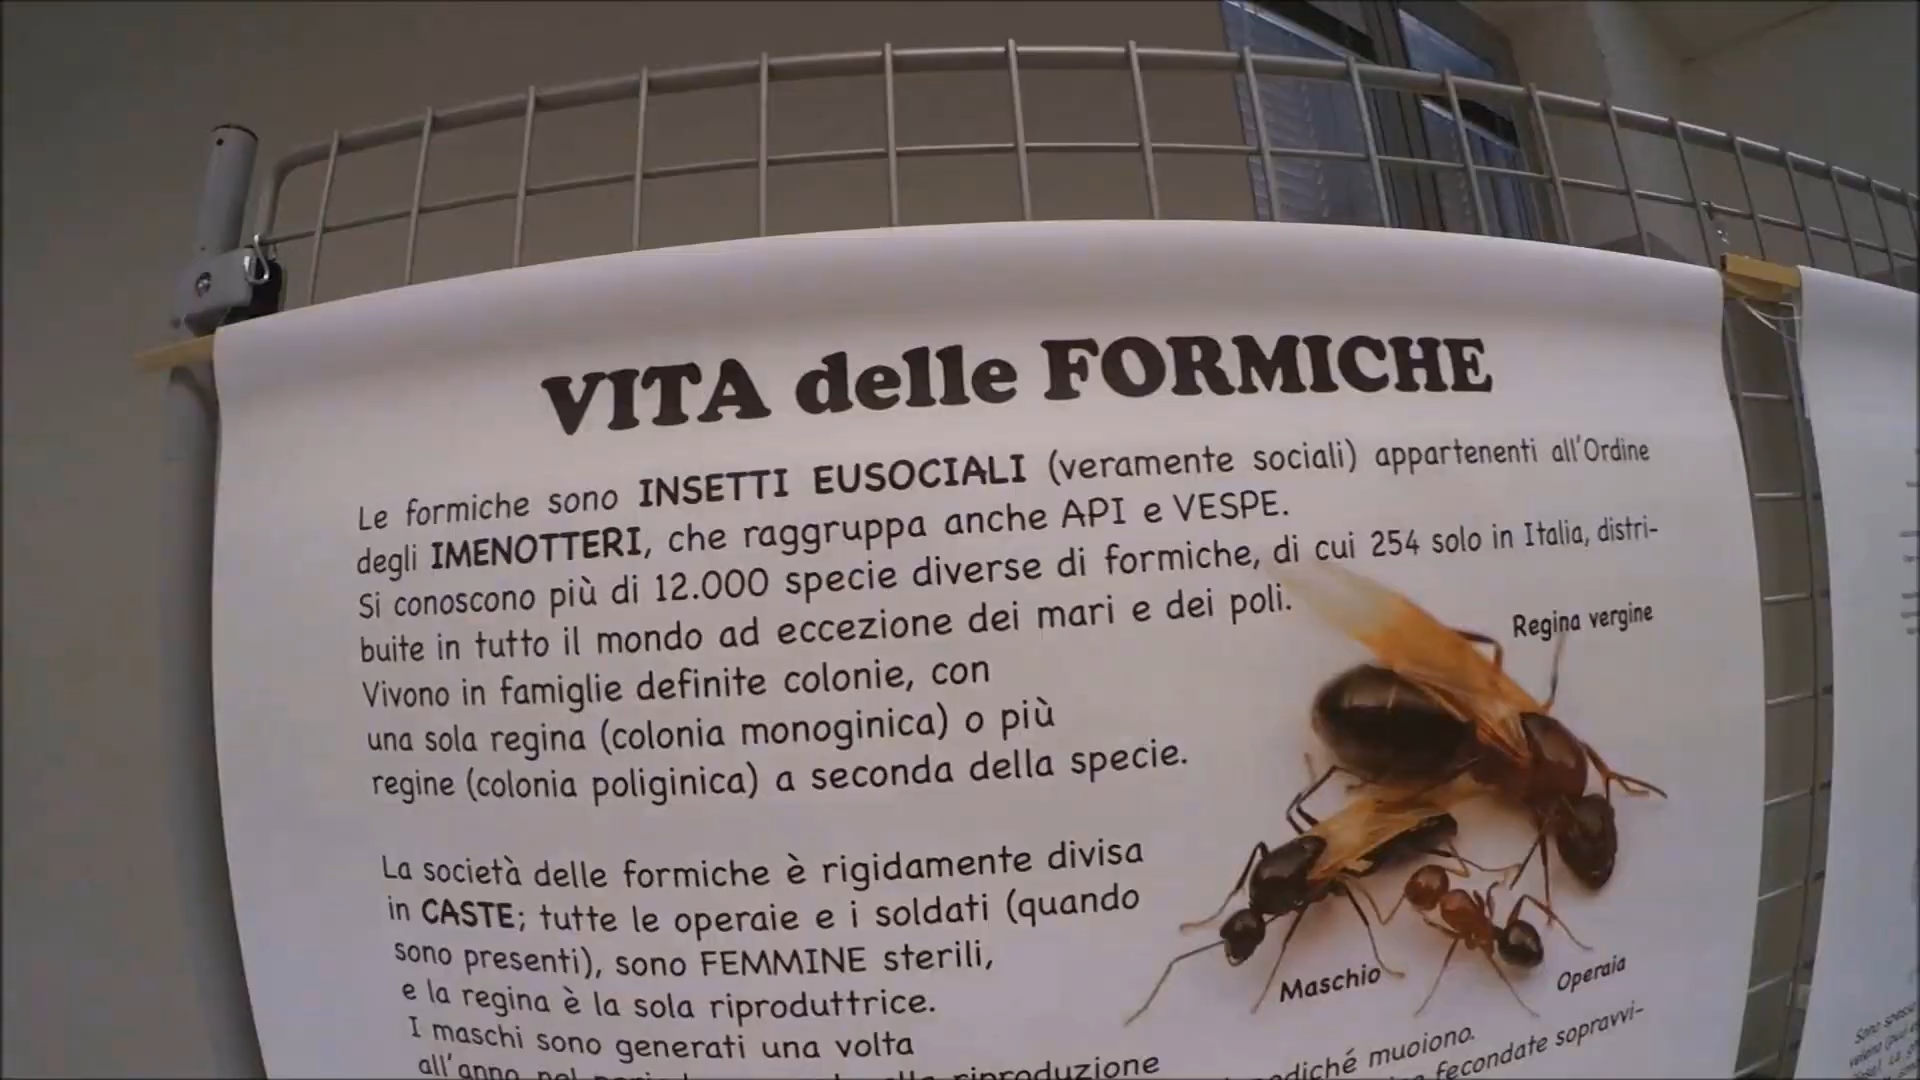 VITA delle FORMICHE
Le formiche sono INSETTI EUSOCIALI (veramente sociali) appartenenti all'Ordine
degli IMENOTTERI, che raggruppa anche API e VESPE.
Si conoscono più di 12.000 specie diverse di formiche, di cui 254 solo in Italia, distri-
buite in tutto il mondo ad eccezione dei mari e dei poli.
Regina vergine
Vivono in famiglie definite colonie, con
una sola regina (colonia monoginica) o più
regine (colonia poliginica) a seconda della specie.
La società delle formiche è rigidamente divisa
in CASTE; tutte le operaie e i soldati (quando
sono presenti), sono FEMMINE sterili,
e la regina è la sola riproduttrice.
Maschio
Operaia
I maschi sono generati una volta
all'anno riproduzione muoiono.
fecondate sopravvi-